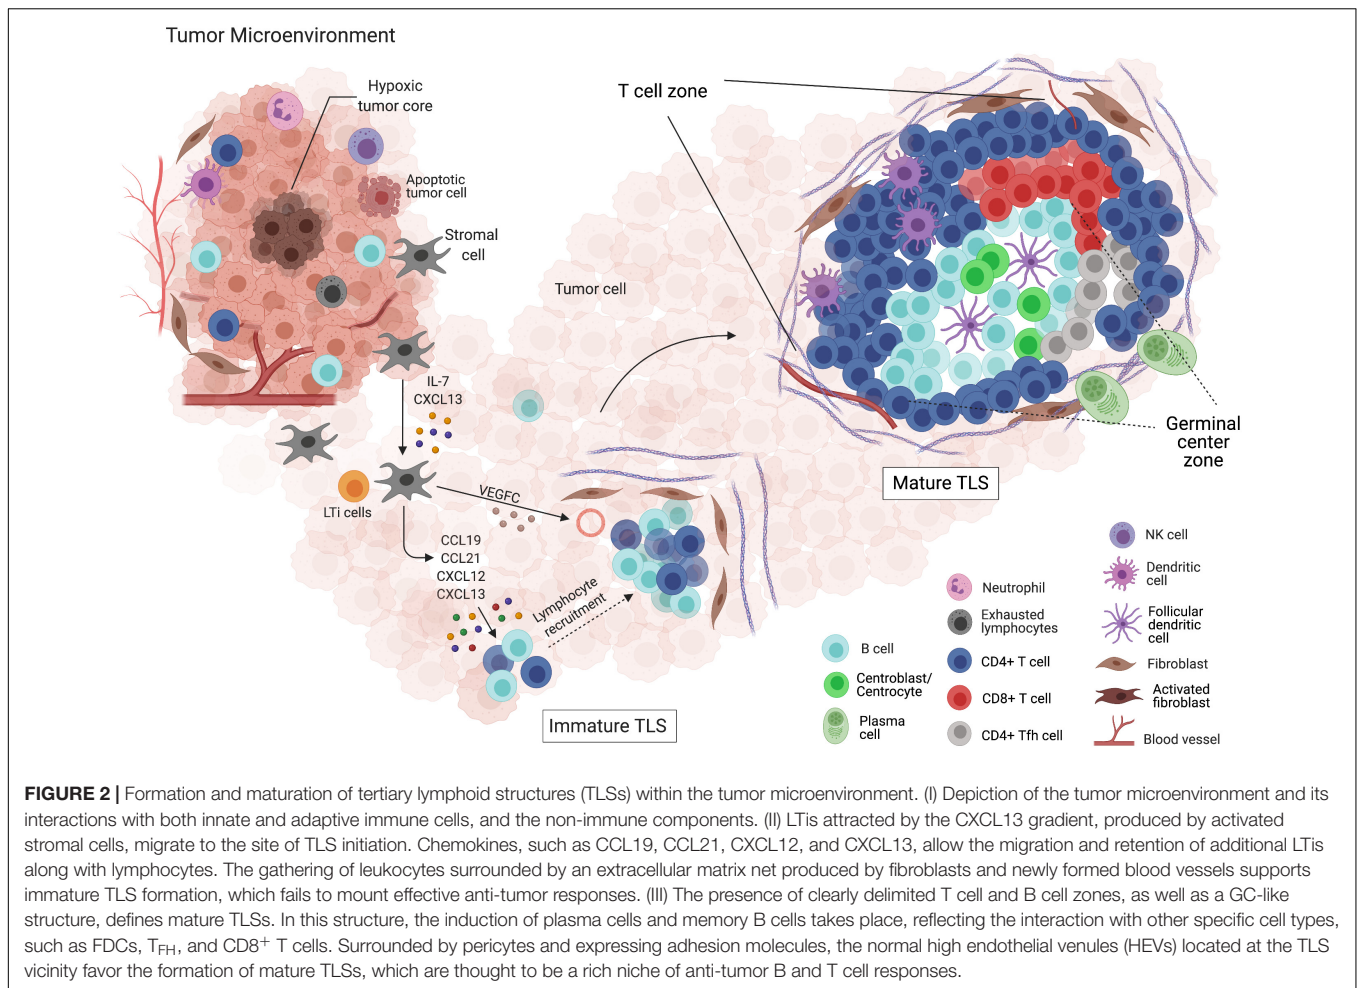 Tumor Microenvironment
Hypoxic
tumor core
Apoptotic
tumor cell
Stromal
cell
T cell zone
Tumor cell
IL-7
CXCL13
LTi cells
VEGFC
CCL19
CCL21
CXCL12
CXCL13
Lymphocyte
recruitment
Immature TLS
Mature TLS
Germinal
center
zone
B cell
Centroblast/
Centrocyte
Plasma
cell
Neutrophil
Exhausted
lymphocytes
CD4+ T cell
CD8+ T cell
CD4+ Tfh cell
NK cell
Dendritic
cell
Follicular
dendritic
cell
Fibroblast
Activated
fibroblast
Blood vessel
FIGURE 2 | Formation and maturation of tertiary lymphoid structures (TLSs) within the tumor microenvironment. (I) Depiction of the tumor microenvironment and its
interactions with both innate and adaptive immune cells, and the non-immune components. (II) LTis attracted by the CXCL13 gradient, produced by activated
stromal cells, migrate to the site of TLS initiation. Chemokines, such as CCL19, CCL21, CXCL12, and CXCL13, allow the migration and retention of additional LTis
along with lymphocytes. The gathering of leukocytes surrounded by an extracellular matrix net produced by fibroblasts and newly formed blood vessels supports
immature TLS formation, which fails to mount effective anti-tumor responses. (III) The presence of clearly delimited T cell and B cell zones, as well as a GC-like
structure, defines mature TLSs. In this structure, the induction of plasma cells and memory B cells takes place, reflecting the interaction with other specific cell types,
such as FDCs, T<sub>FH</sub>, and CD8<sup>+</sup> T cells. Surrounded by pericytes and expressing adhesion molecules, the normal high endothelial venules (HEVs) located at the TLS
vicinity favor the formation of mature TLSs, which are thought to be a rich niche of anti-tumor B and T cell responses.